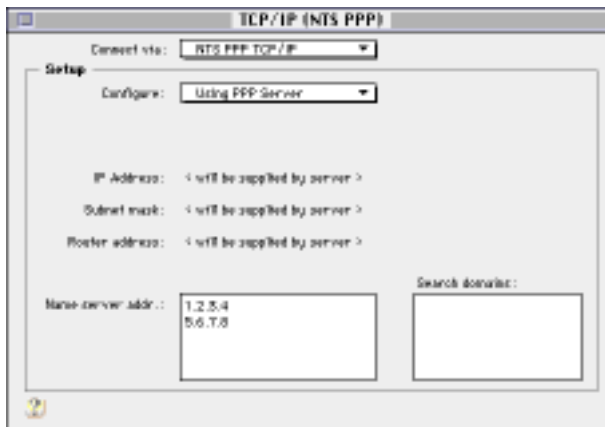 TCP/IP (NTS PPP)
Connect via: NTS PPP TCP/IP
Setup
Configure: Using PPP Server
IP Address: < will be supplied by server >
Subnet mask: < will be supplied by server >
Router address: < will be supplied by server >
Search domains:
Name server addr.: 1.2.3.4
5.6.7.8